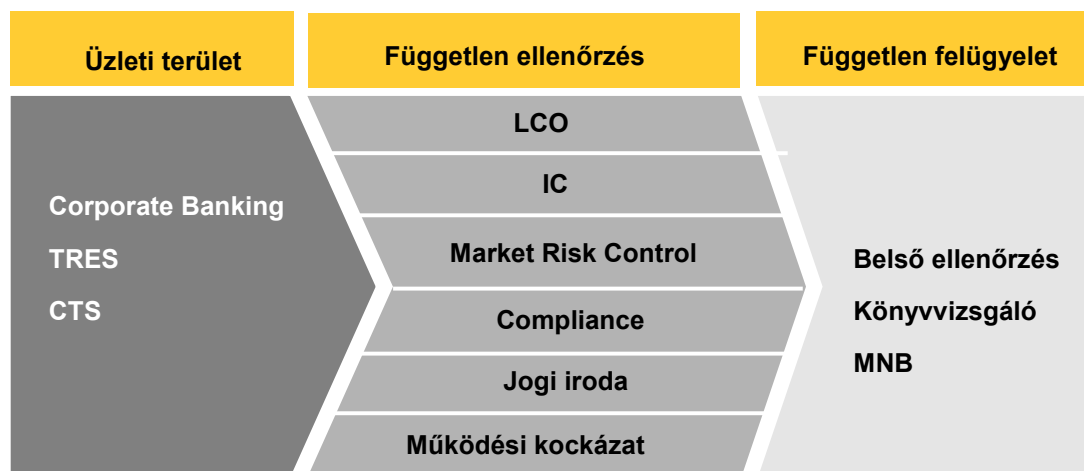 Üzleti terület
Független ellenőrzés
Független felügyelet
Corporate Banking
TRES
CTS
LCO
IC
Market Risk Control
Compliance
Jogi iroda
Működési kockázat
Belső ellenőrzés
Könyvvizsgáló
MNB